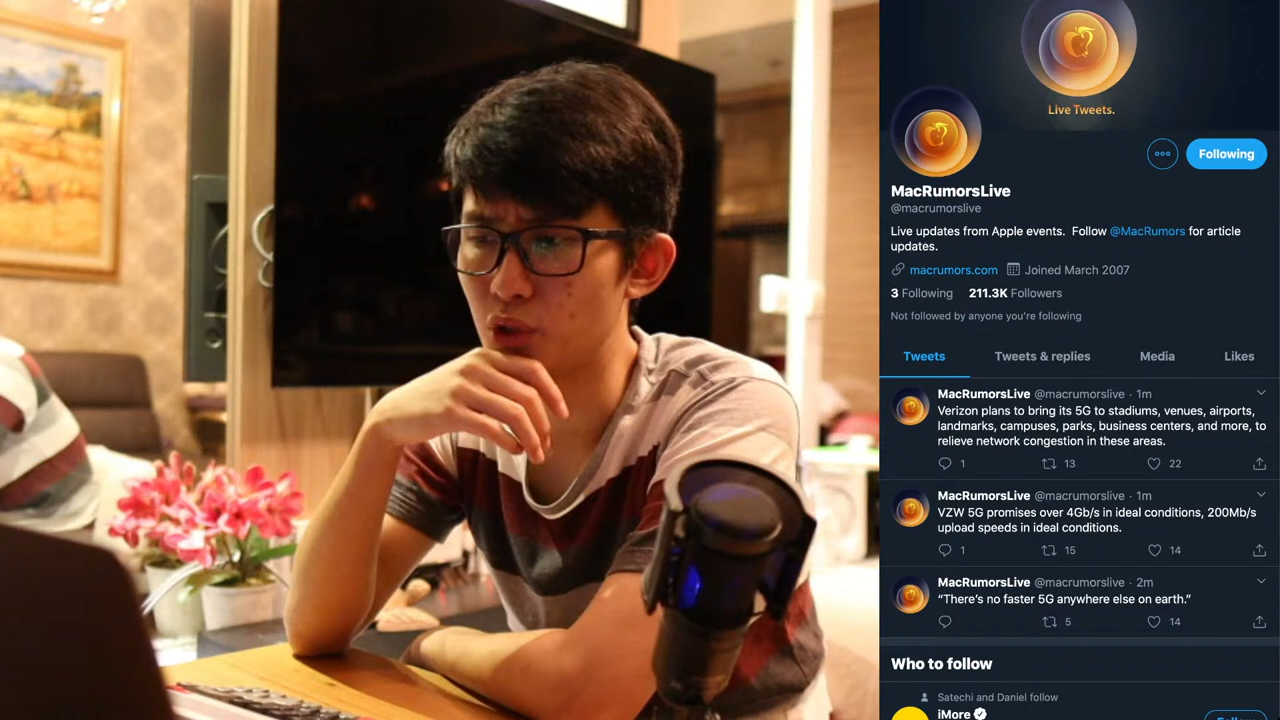 Live Tweets.
Following
MacRumorsLive
@macrumorslive
Live updates from Apple events. Follow @MacRumors for article
updates.
macrumors.com Joined March 2007
3 Following 211.3K Followers
Not followed by anyone you're following
Tweets Tweets & replies Media Likes
MacRumorsLive @macrumorslive · 1m
Verizon plans to bring its 5G to stadiums, venues, airports,
landmarks, campuses, parks, business centers, and more, to
relieve network congestion in these areas.
1 13 22
MacRumorsLive @macrumorslive · 1m
VZW 5G promises over 4Gb/s in ideal conditions, 200Mb/s
upload speeds in ideal conditions.
1 15 14
MacRumorsLive @macrumorslive · 2m
“There's no faster 5G anywhere else on earth.”
5 14
Who to follow
Satechi and Daniel follow
iMore
Follow